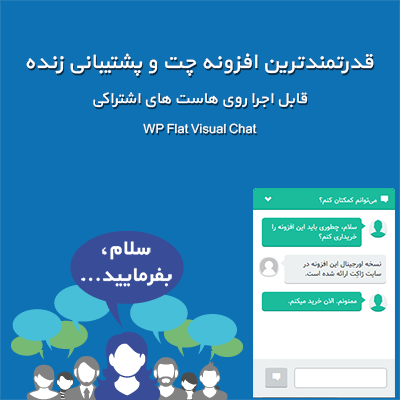 قدرتمندترین افزونه چت و پشتیبانی زنده
قابل اجرا روی هاست های اشتراکی
WP Flat Visual Chat
می‌توانم کمکتان کنم؟
سلام، چطوری باید این افزونه را
خریداری کنم؟
نسخه اورجینال این افزونه در
سایت ژاکت ارائه شده است.
ممنونم. الان خرید میکنم.
سلام،
بفرمایید...